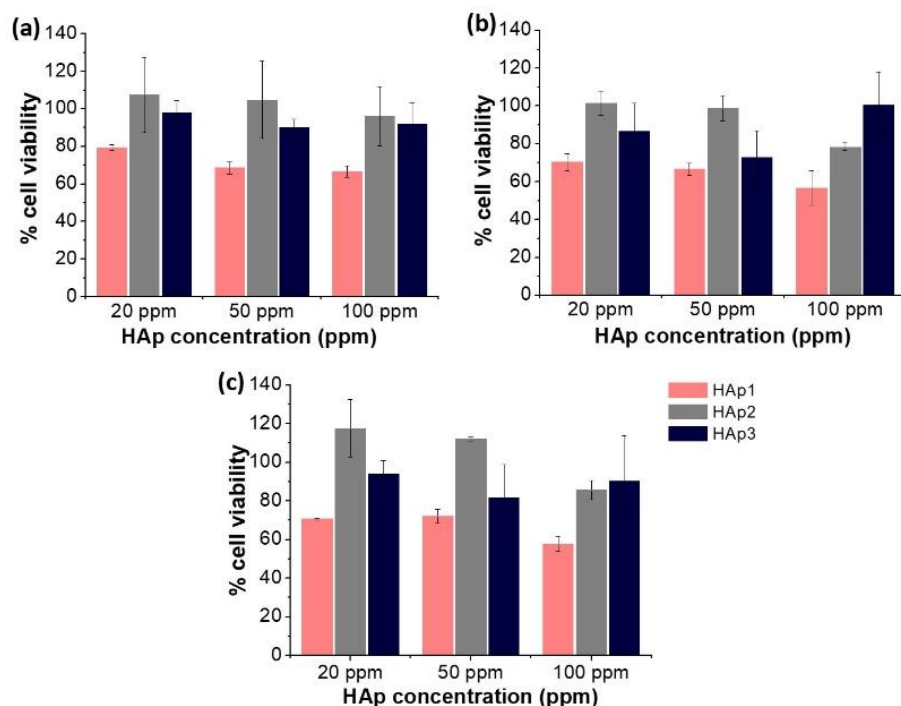 (a)
140
120
100
80
60
40
20
0
% cell viability
20 ppm 50 ppm 100 ppm
HAp concentration (ppm)
(b)
140
120
100
80
60
40
20
0
% cell viability
20 ppm 50 ppm 100 ppm
HAp concentration (ppm)
(c)
140
120
100
80
60
40
20
0
% cell viability
20 ppm 50 ppm 100 ppm
HAp concentration (ppm)
HAp1
HAp2
HAp3